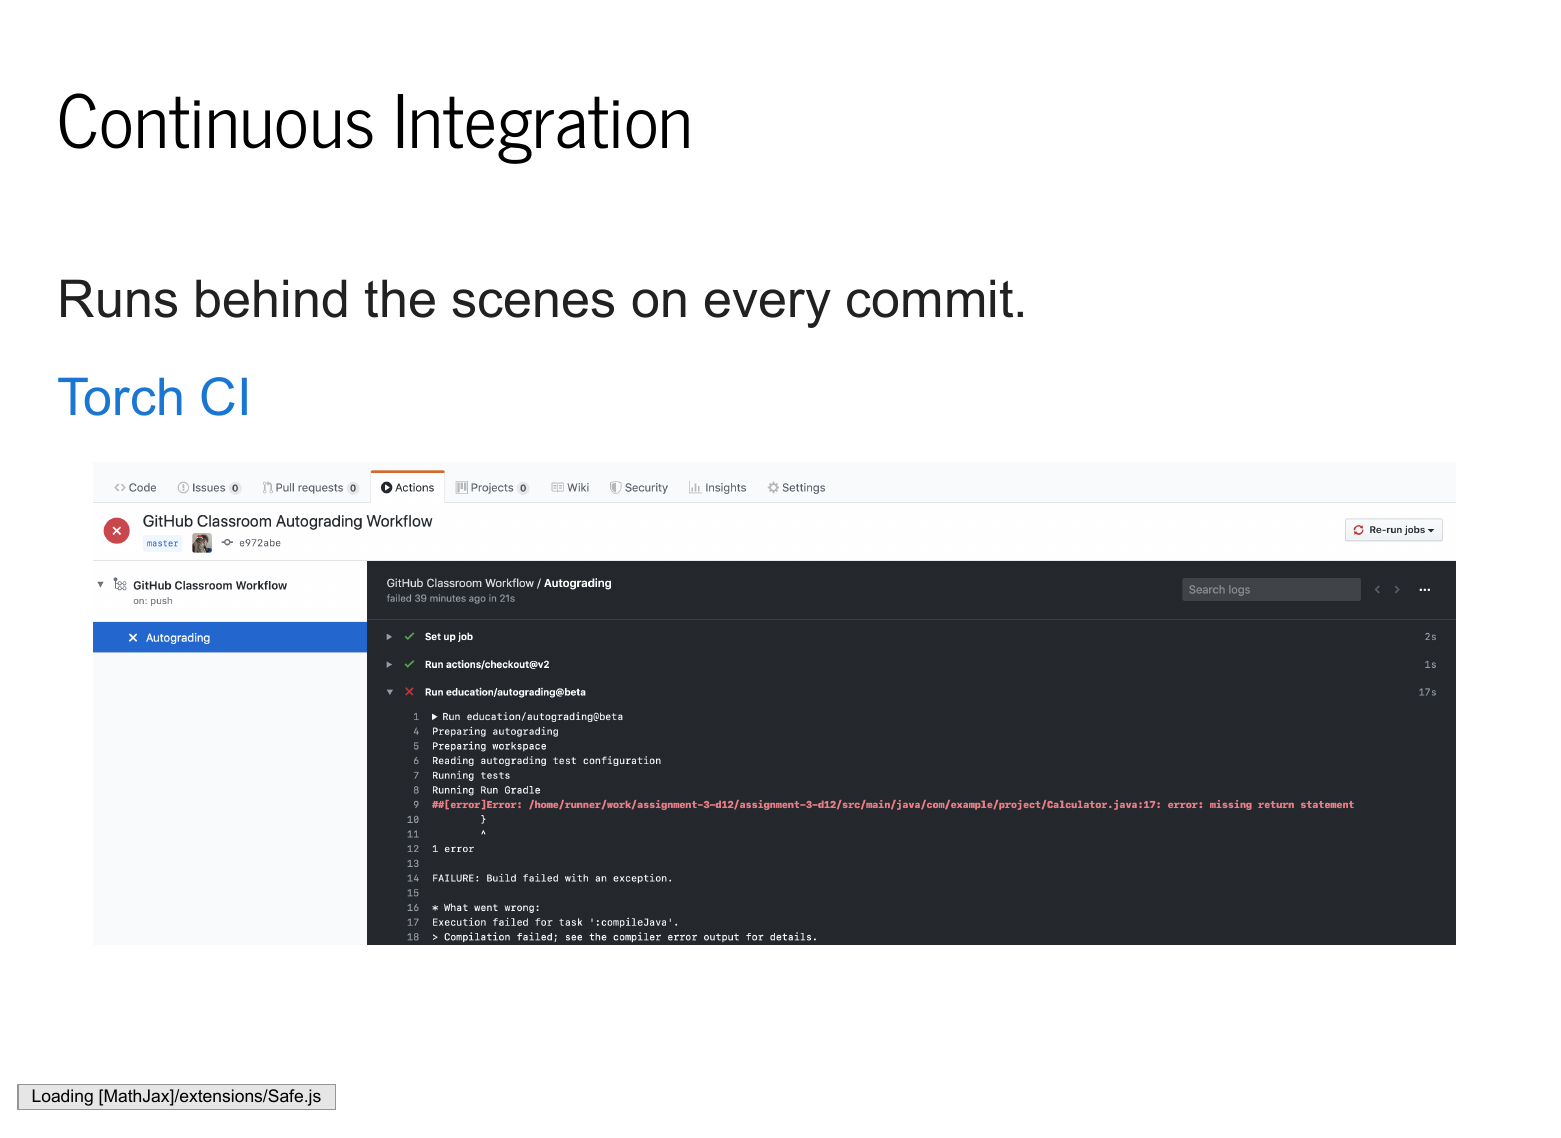 Continuous Integration
Runs behind the scenes on every commit.
Torch CI
<> Code Issues 0 Pull requests 0 Actions Projects 0 Wiki Security Insights Settings
GitHub Classroom Autograding Workflow
master e972abe
Re-run jobs
GitHub Classroom Workflow
on: push
Autograding
GitHub Classroom Workflow / Autograding
failed 39 minutes ago in 21s
Search logs
Set up job 2s
Run actions/checkout@v2 1s
Run education/autograding@beta 17s
1 Run education/autograding@beta
4 Preparing autograding
5 Preparing workspace
6 Reading autograding test configuration
7 Running tests
8 Running Run Gradle
9 ##[error]Error: /home/runner/work/assignment-3-d12/assignment-3-d12/src/main/java/com/example/project/Calculator.java:17: error: missing return statement
10 }
11 ^
12 1 error
13
14 FAILURE: Build failed with an exception.
15
16 * What went wrong:
17 Execution failed for task ':compileJava'.
18 > Compilation failed; see the compiler error output for details.
Loading [MathJax]/extensions/Safe.js